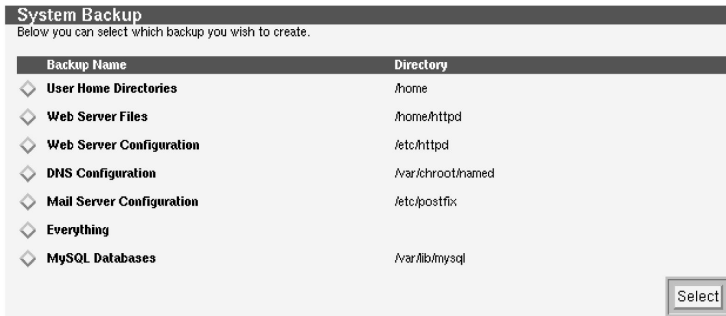 System Backup
Below you can select which backup you wish to create.
Backup Name Directory
User Home Directories /home
Web Server Files /home/httpd
Web Server Configuration /etc/httpd
DNS Configuration /var/chroot/named
Mail Server Configuration /etc/postfix
Everything
MySQL Databases /var/lib/mysql
Select